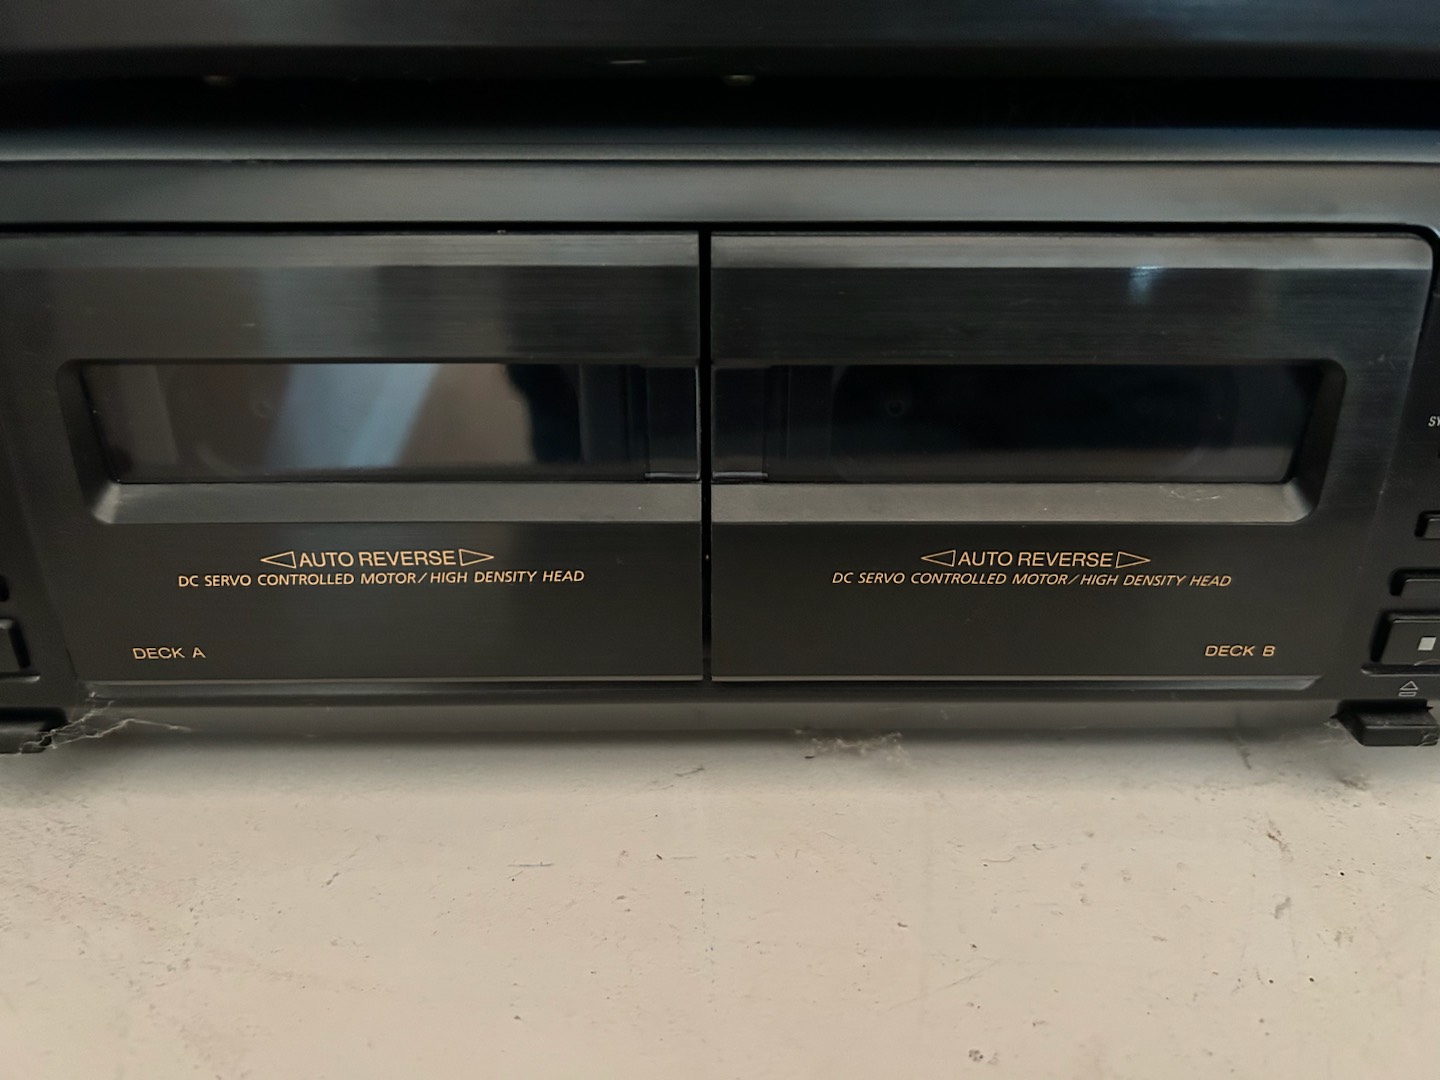 ◁AUTO REVERSE▷
DC SERVO CONTROLLED MOTOR/HIGH DENSITY HEAD
DECK A
◁AUTO REVERSE▷
DC SERVO CONTROLLED MOTOR/HIGH DENSITY HEAD
DECK B